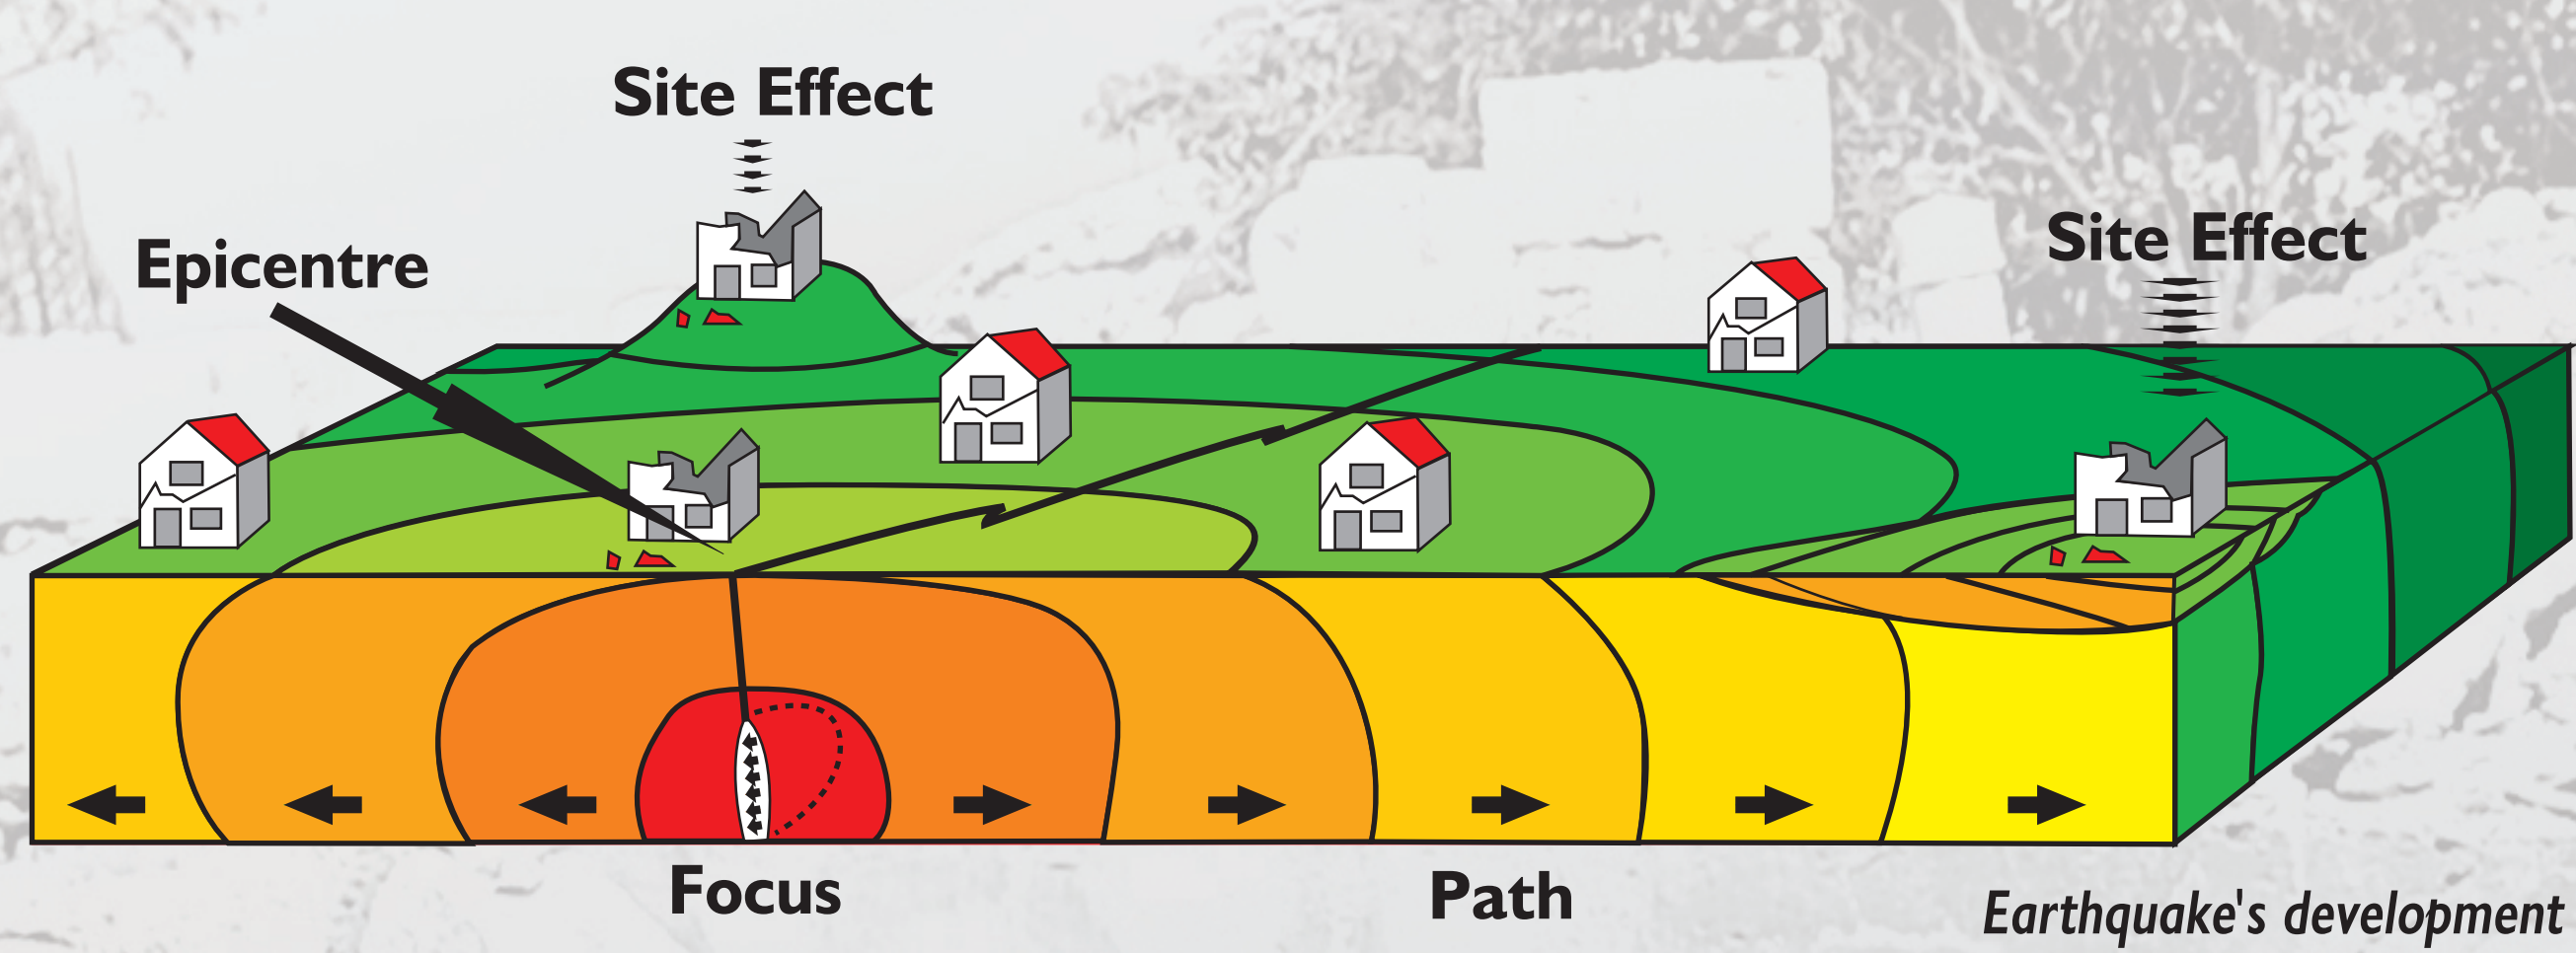 Site Effect
Epicentre
Site Effect
Focus
Path
Earthquake's development